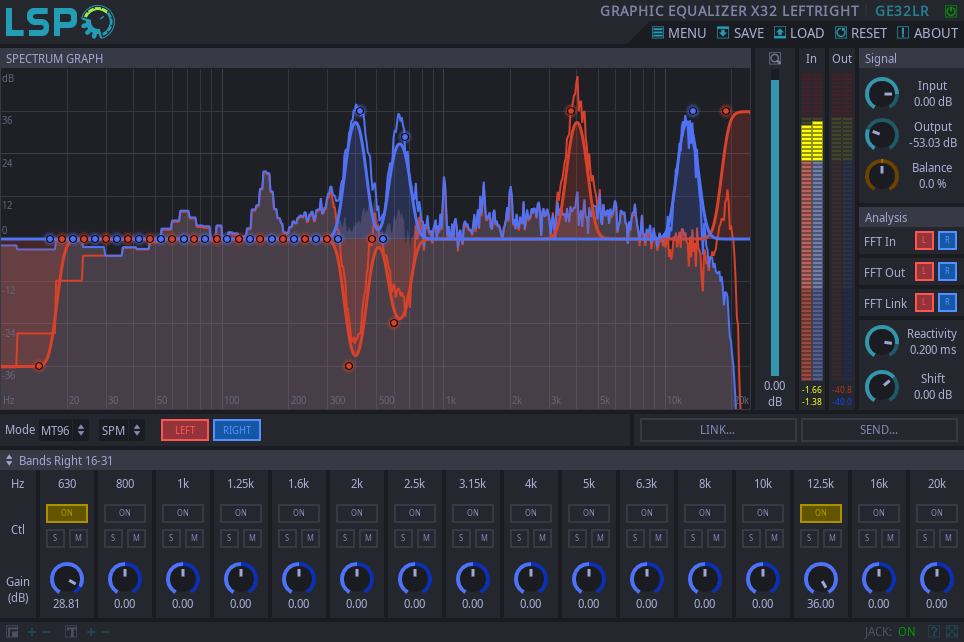 LSP
GRAPHIC EQUALIZER X32 LEFTRIGHT GE32LR
MENU SAVE LOAD RESET ABOUT
SPECTRUM GRAPH
In Out
Signal
dB
36
24
12
0
-12
-24
-36
Hz 20 30 50 100 200 300 500 1k 2k 3k 5k 10k 20k
0.00
dB
-1.66 -40.8
-1.38 -40.0
Input
0.00 dB
Output
-53.03 dB
Balance
0.0 %
Analysis
FFT In L R
FFT Out L R
FFT Link L R
Reactivity
0.200 ms
Shift
0.00 dB
Mode MT96 SPM LEFT RIGHT LINK... SEND...
Bands Right 16-31
Hz 630 800 1k 1.25k 1.6k 2k 2.5k 3.15k 4k 5k 6.3k 8k 10k 12.5k 16k 20k
ON ON ON ON ON ON ON ON ON ON ON ON ON ON ON ON
Ctl
S M S M S M S M S M S M S M S M S M S M S M S M S M S M S M S M
Gain
(dB)
28.81 0.00 0.00 0.00 0.00 0.00 0.00 0.00 0.00 0.00 0.00 0.00 0.00 36.00 0.00 0.00
JACK: ON